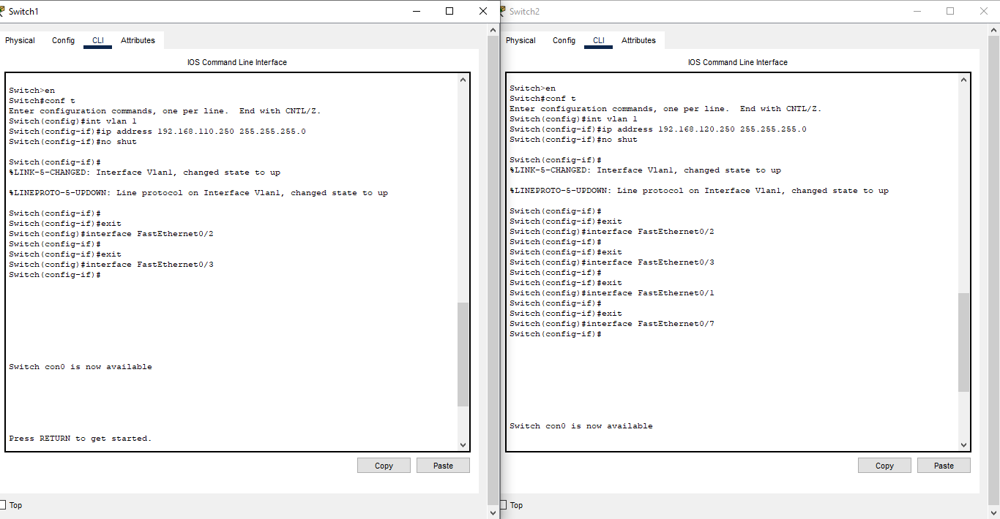 Switch1
Physical Config CLI Attributes
IOS Command Line Interface
Switch>en
Switch#conf t
Enter configuration commands, one per line.  End with CNTL/Z.
Switch(config)#int vlan 1
Switch(config-if)#ip address 192.168.110.250 255.255.255.0
Switch(config-if)#no shut
Switch(config-if)#
%LINK-5-CHANGED: Interface Vlan1, changed state to up
%LINEPROTO-5-UPDOWN: Line protocol on Interface Vlan1, changed state to up
Switch(config-if)#
Switch(config-if)#exit
Switch(config)#interface FastEthernet0/2
Switch(config-if)#
Switch(config-if)#exit
Switch(config)#interface FastEthernet0/3
Switch(config-if)#
Switch con0 is now available
Press RETURN to get started.
Copy Paste
Top
Switch2
Physical Config CLI Attributes
IOS Command Line Interface
Switch>en
Switch#conf t
Enter configuration commands, one per line.  End with CNTL/Z.
Switch(config)#int vlan 1
Switch(config-if)#ip address 192.168.120.250 255.255.255.0
Switch(config-if)#no shut
Switch(config-if)#
%LINK-5-CHANGED: Interface Vlan1, changed state to up
%LINEPROTO-5-UPDOWN: Line protocol on Interface Vlan1, changed state to up
Switch(config-if)#
Switch(config-if)#exit
Switch(config)#interface FastEthernet0/2
Switch(config-if)#
Switch(config-if)#exit
Switch(config)#interface FastEthernet0/3
Switch(config-if)#
Switch(config-if)#exit
Switch(config)#interface FastEthernet0/1
Switch(config-if)#
Switch(config-if)#exit
Switch(config)#interface FastEthernet0/7
Switch(config-if)#
Switch con0 is now available
Copy Paste
Top